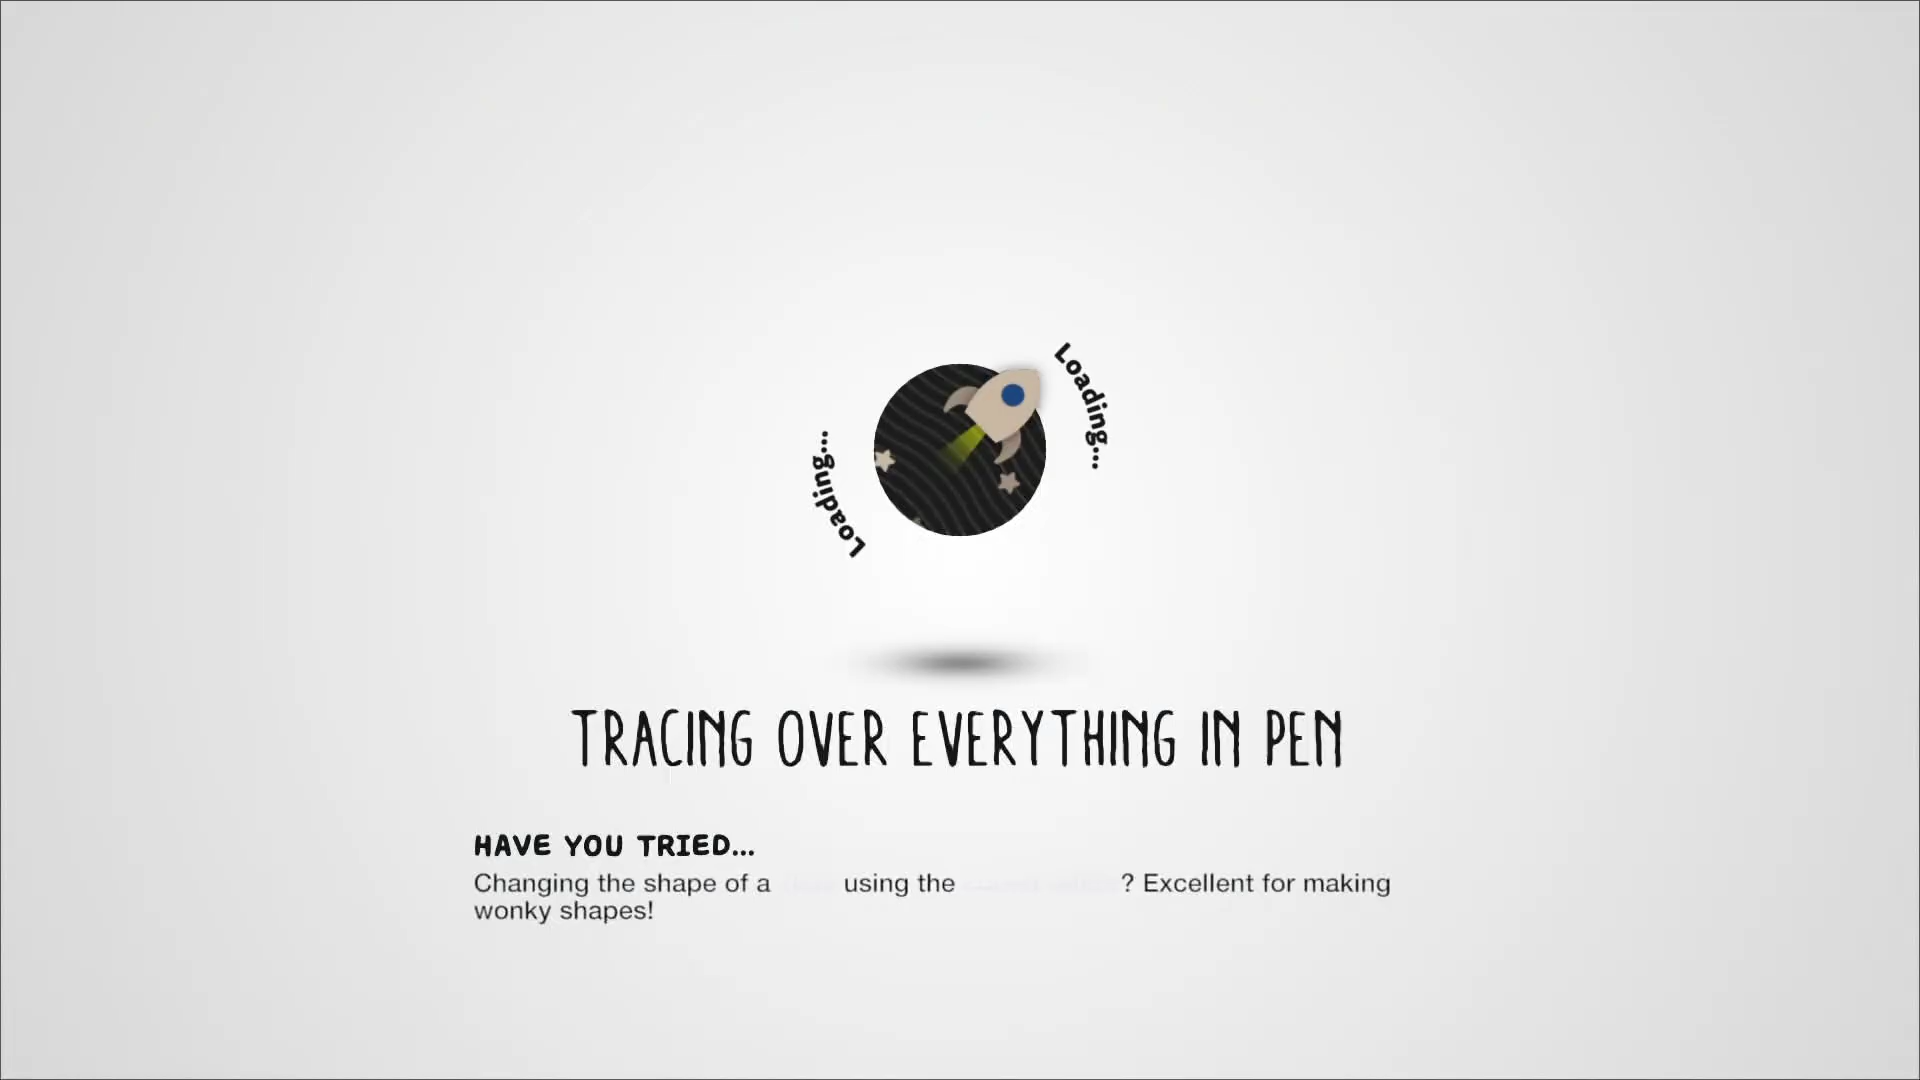 Loading...
Loading...
TRACING OVER EVERYTHING IN PEN
HAVE YOU TRIED...
Changing the shape of a using the ? Excellent for making
wonky shapes!